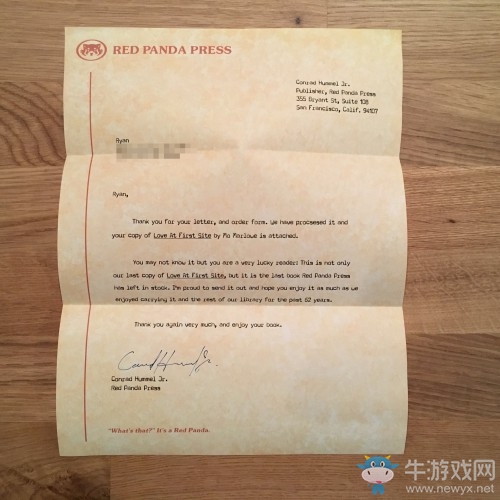 RED PANDA PRESS
Conrad Hummel Jr.
Publisher, Red Panda Press
355 Bryant St, Suite 108
San Francisco, Calif. 94107
Ryan
Ryan,
Thank you for your letter, and order form. We have processed it and
your copy of Love At First Site by Mo Marlowe is attached.
You may not know it but you are a very lucky reader: This is not only
our last copy of Love At First Site, but it is the last book Red Panda Press
has left in stock. I'm proud to send it out and hope you enjoy it as much as we
enjoyed carrying it and the rest of our library for the past 62 years.
Thank you again very much, and enjoy your book.
Conrad Hummel Jr.
Conrad Hummel Jr.
Red Panda Press
"What's that?" It's a Red Panda.
牛游戏网
www.newyx.net